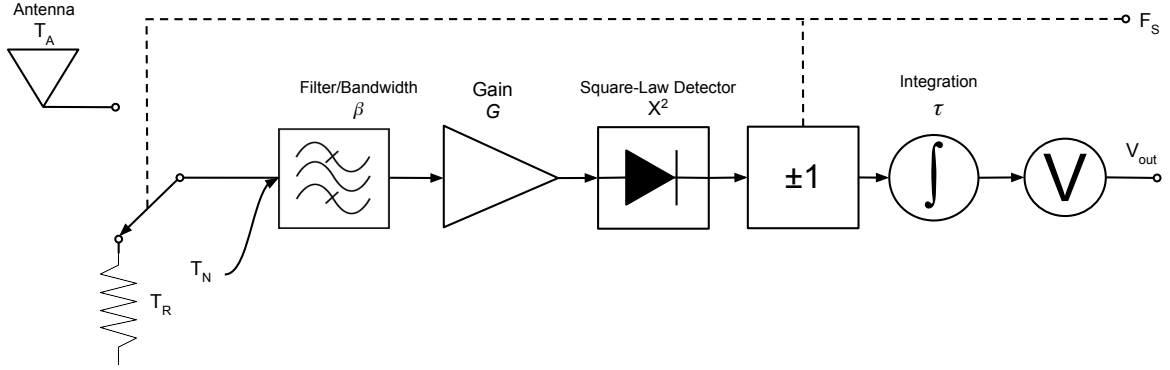 Antenna
T_A
F_S
Filter/Bandwidth
β
Gain
G
Square-Law Detector
X²
Integration
τ
±1
∫
V
V_out
T_N
T_R